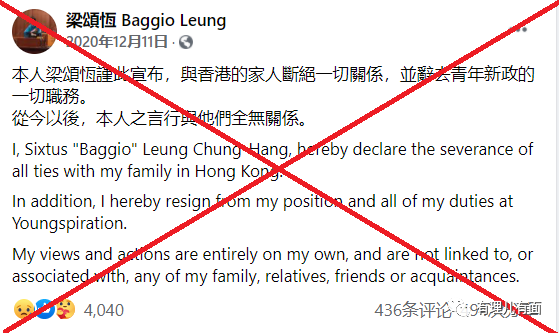 梁頌恆 Baggio Leung
2020年12月11日
本人梁頌恆謹此宣布，與香港的家人斷絕一切關係，並辭去青年新政的
一切職務。
從今以後，本人之言行與他們全無關係。
I, Sixtus "Baggio" Leung Chung-Hang, hereby declare the severance of
all ties with my family in Hong Kong.
In addition, I hereby resign from my position and all of my duties at
Youngspiration.
My views and actions are entirely on my own, and are not linked to, or
associated with, any of my family, relatives, friends or acquaintances.
4,040
436条评论
有理儿有面